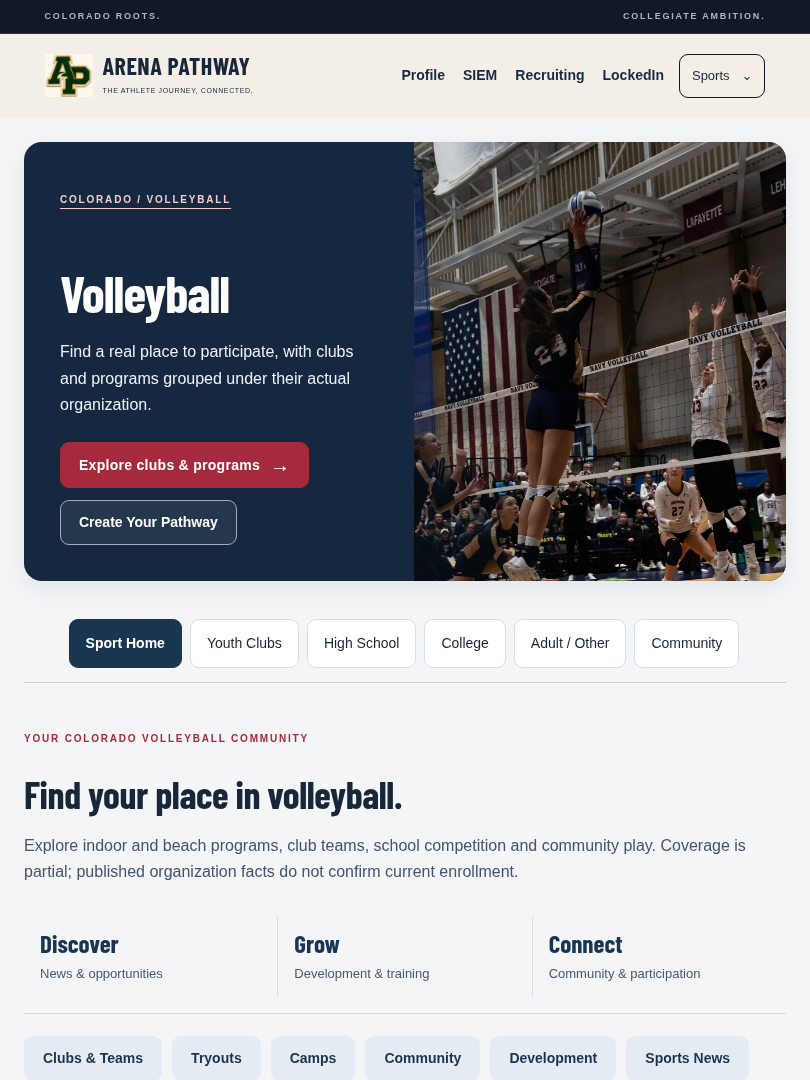 COLORADO ROOTS.
COLLEGIATE AMBITION.
AP
ARENA PATHWAY
THE ATHLETE JOURNEY, CONNECTED.
Profile
SIEM
Recruiting
LockedIn
Sports
COLORADO / VOLLEYBALL
Volleyball
Find a real place to participate, with clubs
and programs grouped under their actual
organization.
Explore clubs & programs →
Create Your Pathway
LAFAYETTE
NAVY VOLLEYBALL
NAVY VOLLEYBALL
24
22
27
Sport Home
Youth Clubs
High School
College
Adult / Other
Community
YOUR COLORADO VOLLEYBALL COMMUNITY
Find your place in volleyball.
Explore indoor and beach programs, club teams, school competition and community play. Coverage is
partial; published organization facts do not confirm current enrollment.
Discover
News & opportunities
Grow
Development & training
Connect
Community & participation
Clubs & Teams
Tryouts
Camps
Community
Development
Sports News